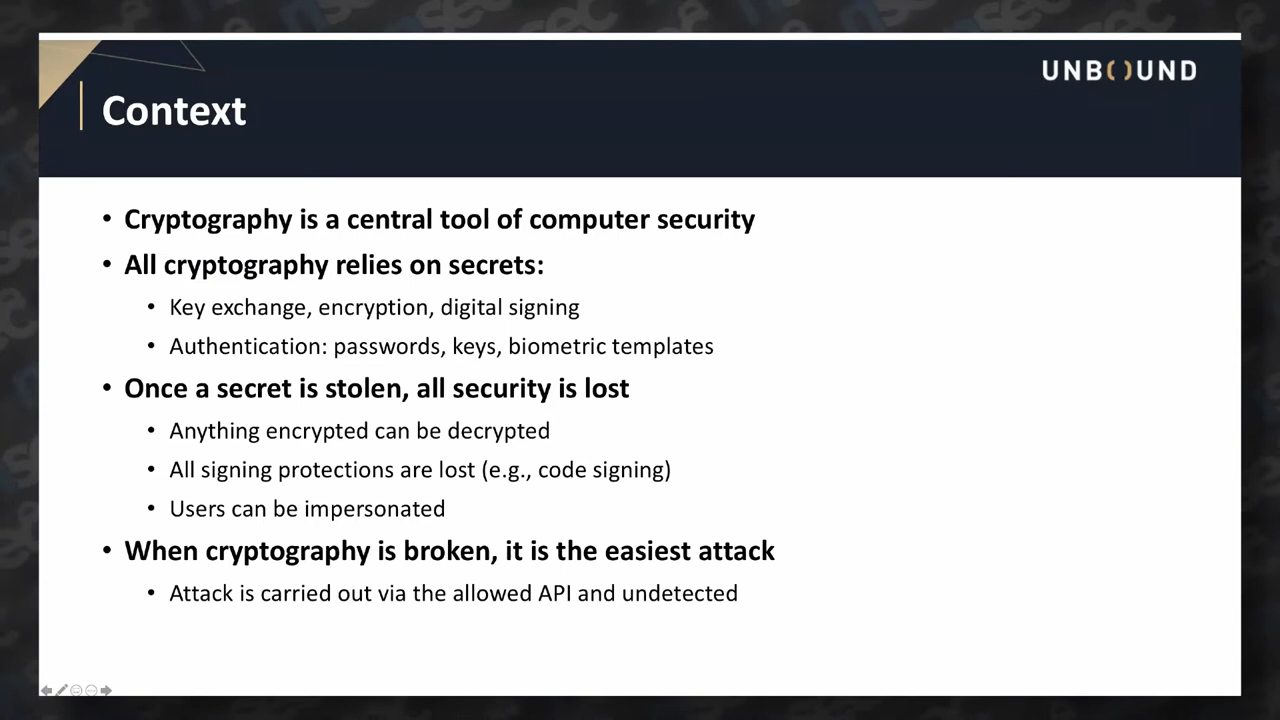 UNB()UND
Context
• Cryptography is a central tool of computer security
• All cryptography relies on secrets:
• Key exchange, encryption, digital signing
• Authentication: passwords, keys, biometric templates
• Once a secret is stolen, all security is lost
• Anything encrypted can be decrypted
• All signing protections are lost (e.g., code signing)
• Users can be impersonated
• When cryptography is broken, it is the easiest attack
• Attack is carried out via the allowed API and undetected